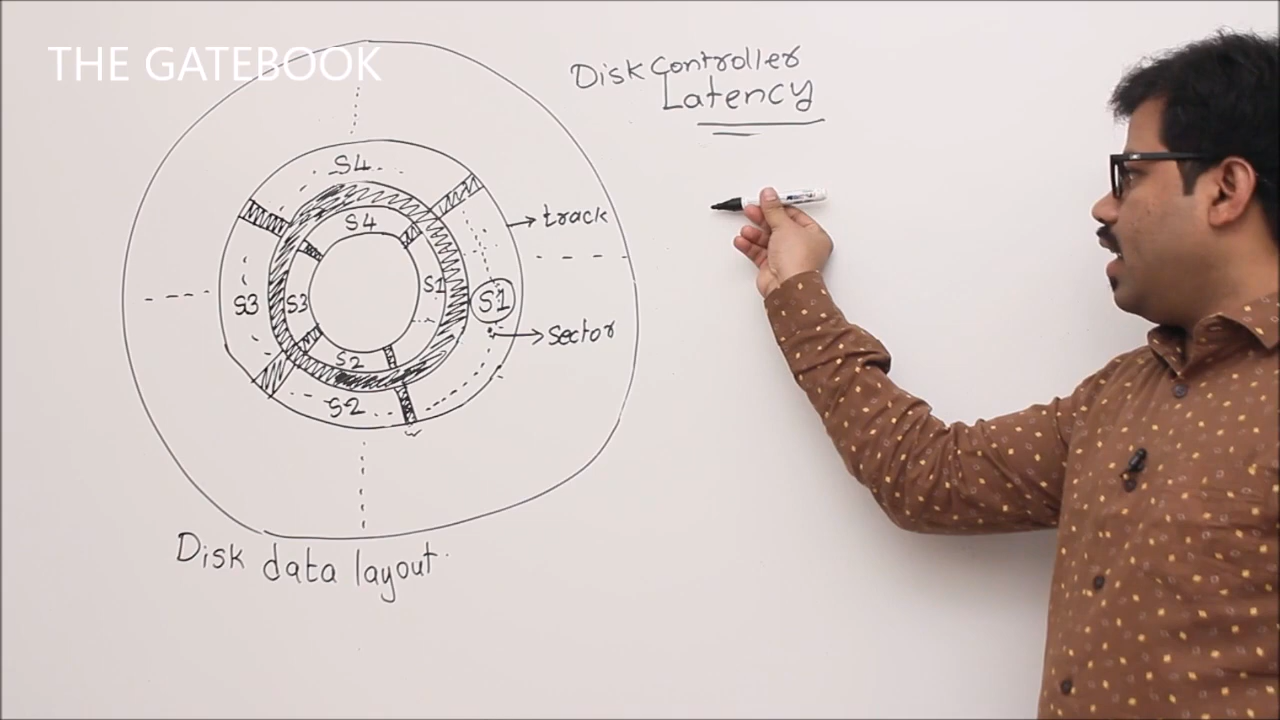 THE GATEBOOK
Disk Controller
Latency
S4
S4
track
S3
S3
S1
S1
sector
S2
S2
Disk data layout